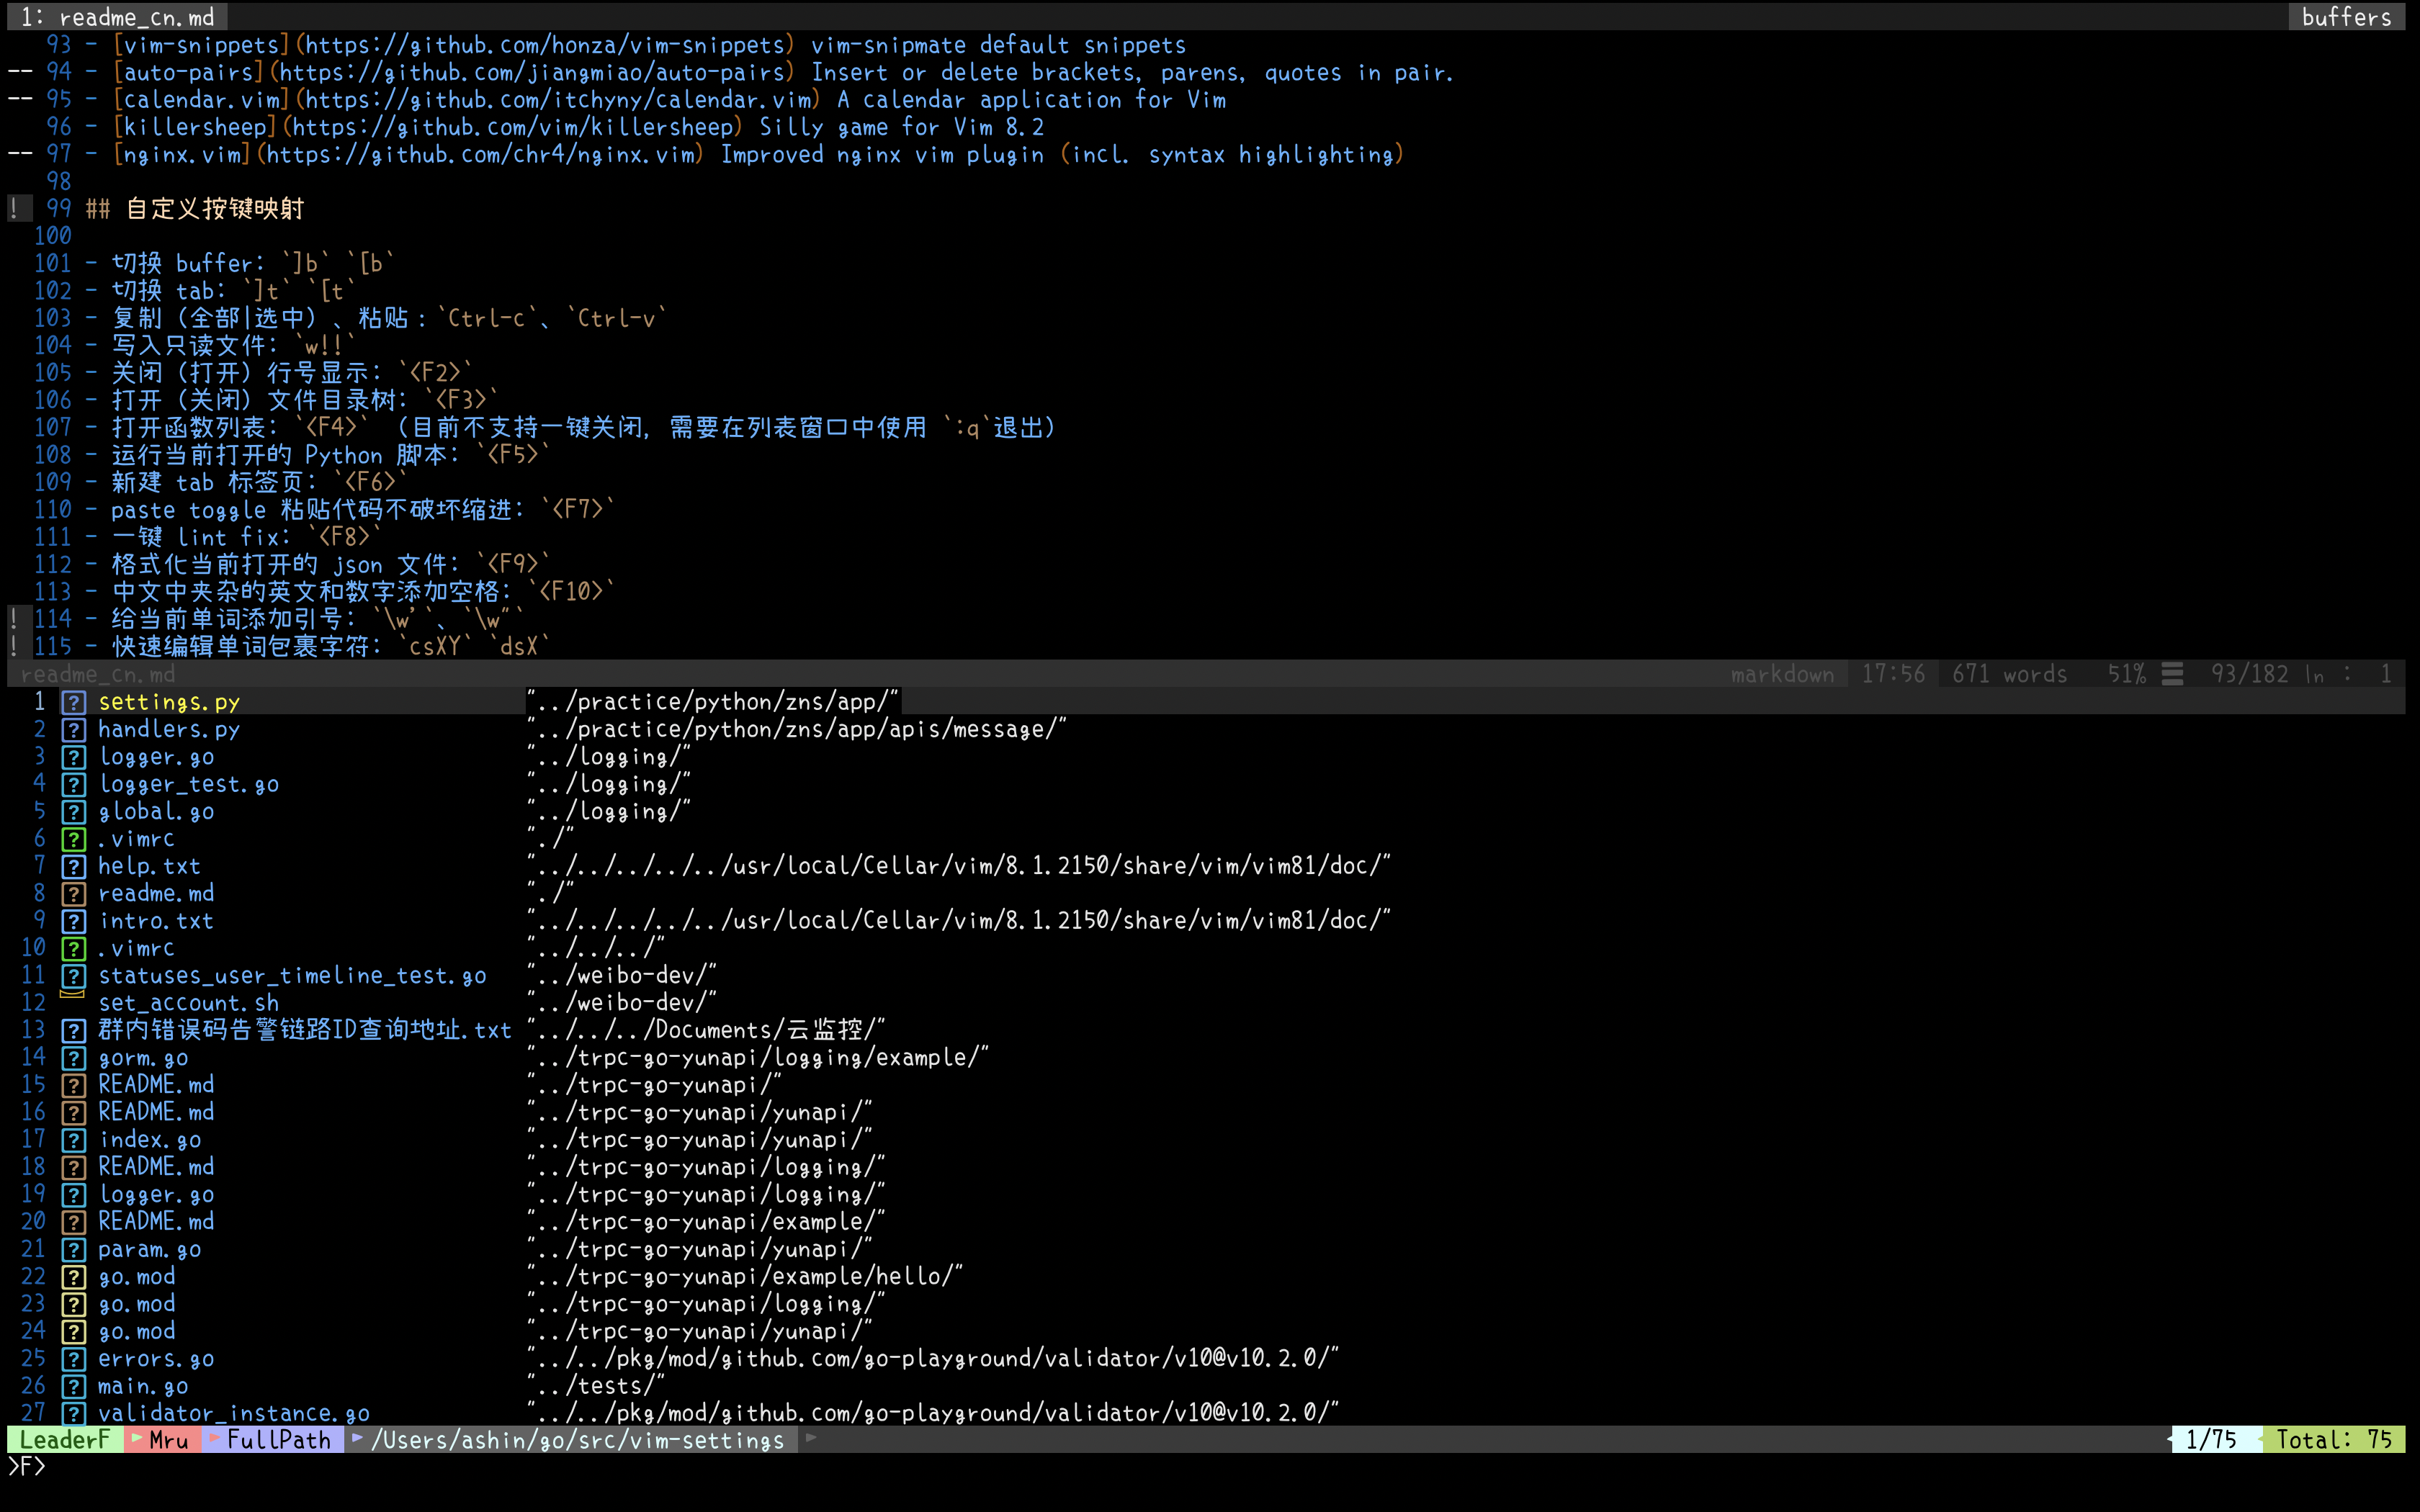 1: readme_cn.md buffers
93 - [vim-snippets](https://github.com/honza/vim-snippets) vim-snipmate default snippets
-- 94 - [auto-pairs](https://github.com/jiangmiao/auto-pairs) Insert or delete brackets, parens, quotes in pair.
-- 95 - [calendar.vim](https://github.com/itchyny/calendar.vim) A calendar application for Vim
96 - [killersheep](https://github.com/vim/killersheep) Silly game for Vim 8.2
-- 97 - [nginx.vim](https://github.com/chr4/nginx.vim) Improved nginx vim plugin (incl. syntax highlighting)
98
! 99 ## 自定义按键映射
100
101 - 切换 buffer: `]b` `[b`
102 - 切换 tab: `]t` `[t`
103 - 复制（全部|选中）、粘贴：`Ctrl-c`、`Ctrl-v`
104 - 写入只读文件: `w!!`
105 - 关闭（打开）行号显示: `<F2>`
106 - 打开（关闭）文件目录树: `<F3>`
107 - 打开函数列表: `<F4>` （目前不支持一键关闭，需要在列表窗口中使用 `:q`退出）
108 - 运行当前打开的 Python 脚本: `<F5>`
109 - 新建 tab 标签页: `<F6>`
110 - paste toggle 粘贴代码不破坏缩进: `<F7>`
111 - 一键 lint fix: `<F8>`
112 - 格式化当前打开的 json 文件: `<F9>`
113 - 中文中夹杂的英文和数字添加空格: `<F10>`
! 114 - 给当前单词添加引号: `\w'`、`\w"`
! 115 - 快速编辑单词包裹字符: `csXY` `dsX`
readme_cn.md markdown 17:56 671 words 51% ☰ 93/182 ln : 1
1 ? settings.py "../practice/python/zns/app/"
2 ? handlers.py "../practice/python/zns/app/apis/message/"
3 ? logger.go "../logging/"
4 ? logger_test.go "../logging/"
5 ? global.go "../logging/"
6 ? .vimrc "./"
7 ? help.txt "../../../../../usr/local/Cellar/vim/8.1.2150/share/vim/vim81/doc/"
8 ? readme.md "./"
9 ? intro.txt "../../../../../usr/local/Cellar/vim/8.1.2150/share/vim/vim81/doc/"
10 ? .vimrc "../../../"
11 ? statuses_user_timeline_test.go "../weibo-dev/"
12 set_account.sh "../weibo-dev/"
13 ? 群内错误码告警链路ID查询地址.txt "../../../Documents/云监控/"
14 ? gorm.go "../trpc-go-yunapi/logging/example/"
15 ? README.md "../trpc-go-yunapi/"
16 ? README.md "../trpc-go-yunapi/yunapi/"
17 ? index.go "../trpc-go-yunapi/yunapi/"
18 ? README.md "../trpc-go-yunapi/logging/"
19 ? logger.go "../trpc-go-yunapi/logging/"
20 ? README.md "../trpc-go-yunapi/example/"
21 ? param.go "../trpc-go-yunapi/yunapi/"
22 ? go.mod "../trpc-go-yunapi/example/hello/"
23 ? go.mod "../trpc-go-yunapi/logging/"
24 ? go.mod "../trpc-go-yunapi/yunapi/"
25 ? errors.go "../../pkg/mod/github.com/go-playground/validator/v10@v10.2.0/"
26 ? main.go "../tests/"
27 ? validator_instance.go "../../pkg/mod/github.com/go-playground/validator/v10@v10.2.0/"
LeaderF Mru FullPath /Users/ashin/go/src/vim-settings 1/75 Total: 75
>F>